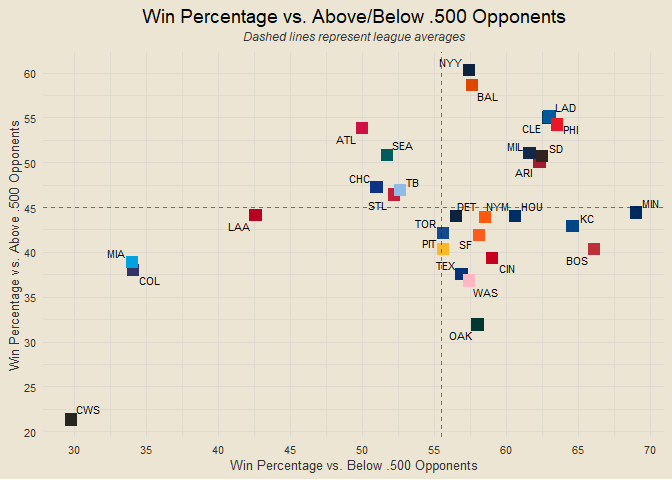 Win Percentage vs. Above/Below .500 Opponents
Dashed lines represent league averages
Win Percentage vs. Above .500 Opponents
60
55
50
45
40
35
30
25
20
NYY
BAL
LAD
CLE
PHI
ATL
SEA
MIL
SD
ARI
CHC
TB
STL
LAA
DET
NYM
HOU
MIN
KC
TOR
SF
PIT
BOS
MIA
COL
TEX
CIN
WAS
OAK
CWS
30
35
40
45
50
55
60
65
70
Win Percentage vs. Below .500 Opponents